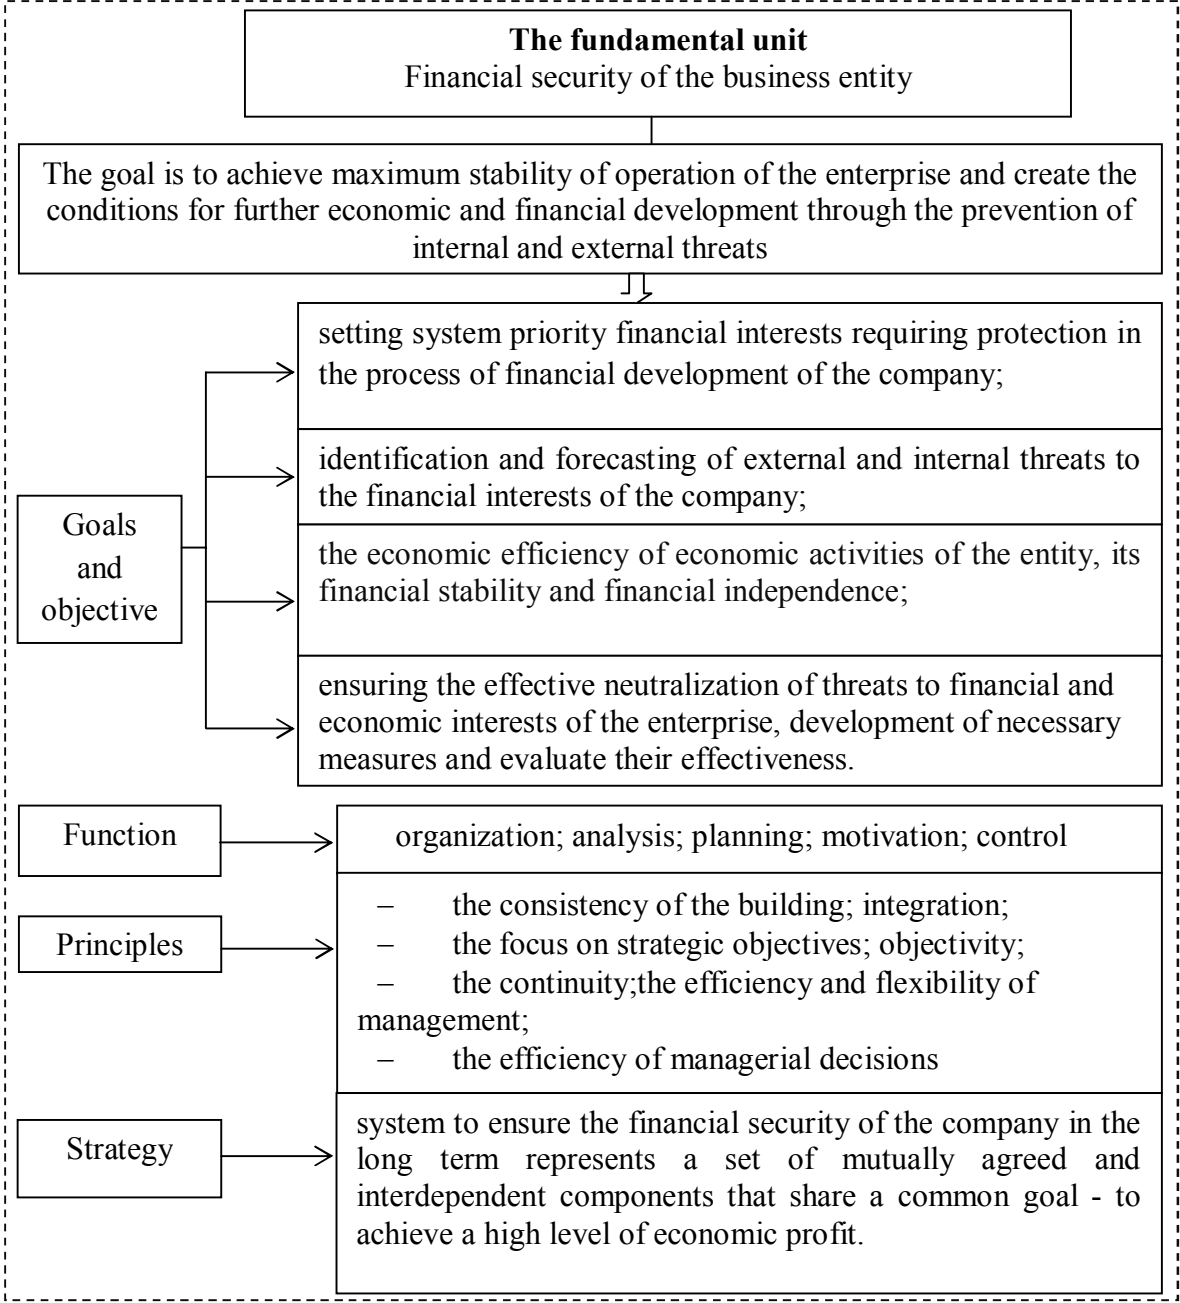 The fundamental unit
Financial security of the business entity
The goal is to achieve maximum stability of operation of the enterprise and create the
conditions for further economic and financial development through the prevention of
internal and external threats
setting system priority financial interests requiring protection in
the process of financial development of the company;
identification and forecasting of external and internal threats to
the financial interests of the company;
Goals
and
objective
the economic efficiency of economic activities of the entity, its
financial stability and financial independence;
ensuring the effective neutralization of threats to financial and
economic interests of the enterprise, development of necessary
measures and evaluate their effectiveness.
Function
organization; analysis; planning; motivation; control
Principles
– the consistency of the building; integration;
– the focus on strategic objectives; objectivity;
– the continuity;the efficiency and flexibility of
management;
– the efficiency of managerial decisions
Strategy
system to ensure the financial security of the company in the
long term represents a set of mutually agreed and
interdependent components that share a common goal - to
achieve a high level of economic profit.